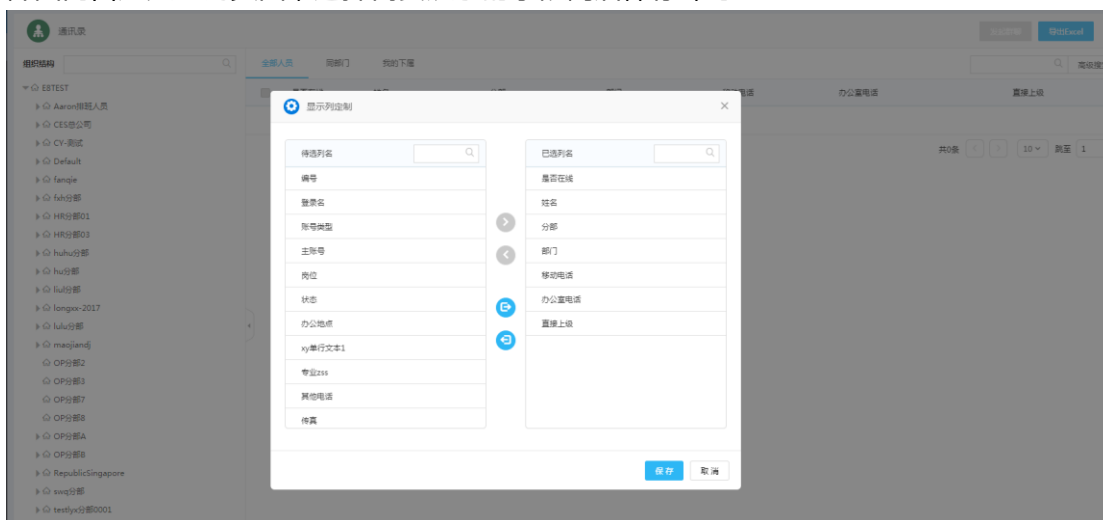 通讯录
导出Excel
组织结构
全部人员 同部门 我的下属
高级搜
EBTEST
Aaron排班人员
CES总公司
CY-测试
Default
fanqie
fxh分部
HR分部01
HR分部03
huhu分部
hu分部
liul分部
longxx-2017
lulu分部
maojiandj
OP分部2
OP分部3
OP分部7
OP分部8
OP分部A
OP分部B
RepublicSingapore
swq分部
testlyx分部0001
办公室电话 直接上级
共0条 10 跳至 1
显示列定制
待选列名
编号
登录名
账号类型
主账号
岗位
状态
办公地点
xy单行文本1
专业zss
其他电话
传真
已选列名
是否在线
姓名
分部
部门
移动电话
办公室电话
直接上级
保存 取消